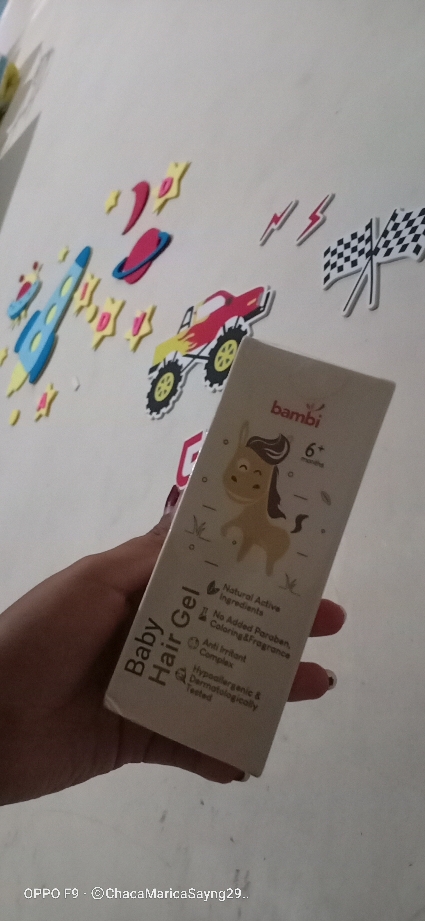 D
D
D
V
A
bambi
6+
months
Baby
Hair Gel
Natural Active
Ingredients
No Added Paraben,
Coloring&Fragrance
Anti Irritant
Complex
Hypoallergenic &
Dermatologically
Tested
OPPO F9 · ©ChacaMaricaSayng29..